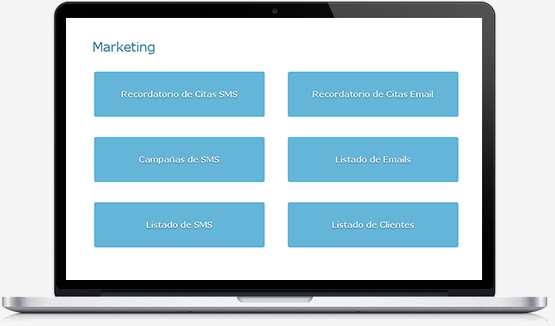 Marketing
Recordatorio de Citas SMS
Recordatorio de Citas Email
Campañas de SMS
Listado de Emails
Listado de SMS
Listado de Clientes